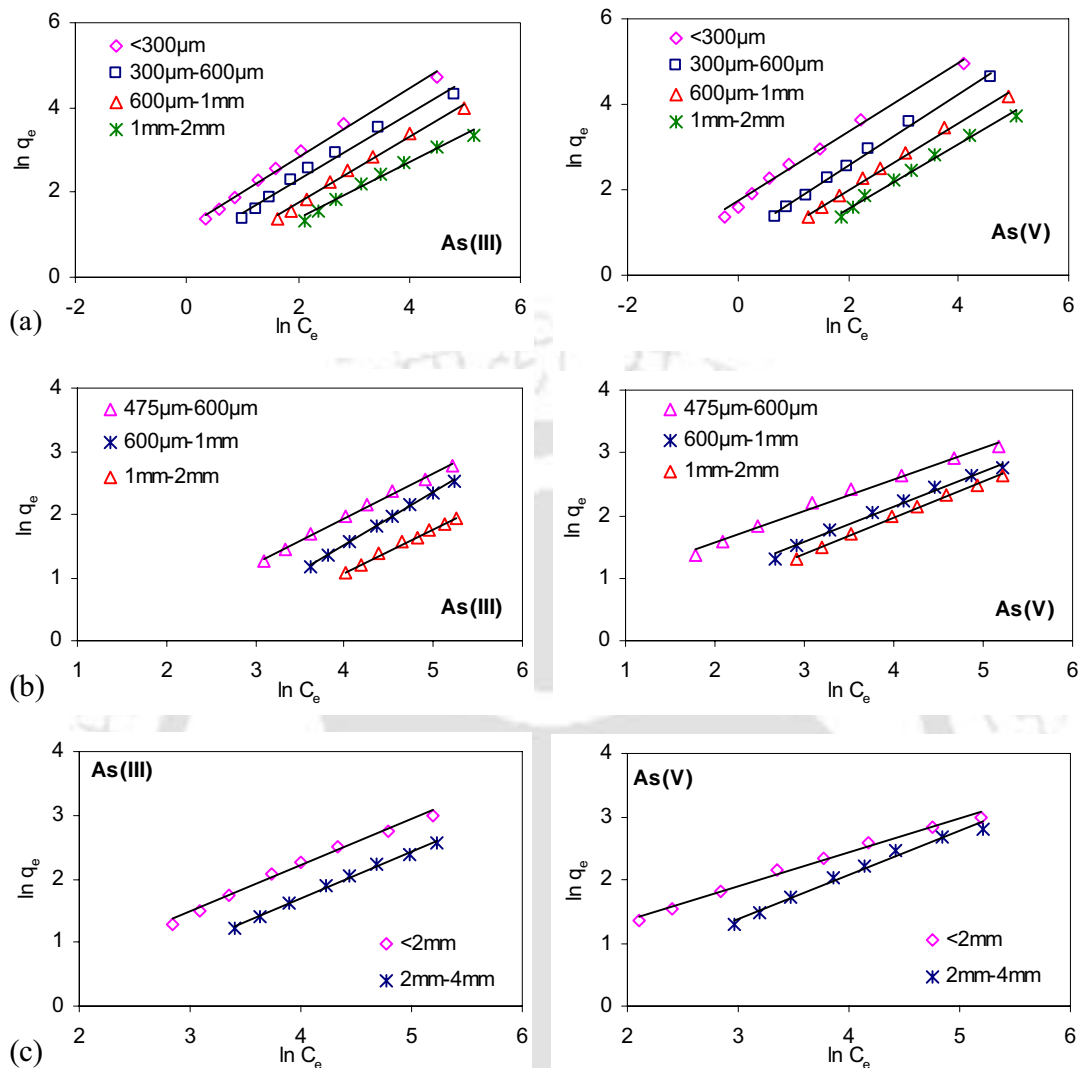 6
4
2
0
-2 0 2 4 6
ln qe
ln Ce
<300µm
300µm-600µm
600µm-1mm
1mm-2mm
As(III)
6
4
2
0
-2 0 2 4 6
ln qe
ln Ce
<300µm
300µm-600µm
600µm-1mm
1mm-2mm
As(V)
(a)
4
3
2
1
0
1 2 3 4 5 6
ln qe
ln Ce
475µm-600µm
600µm-1mm
1mm-2mm
As(III)
4
3
2
1
0
1 2 3 4 5 6
ln qe
ln Ce
475µm-600µm
600µm-1mm
1mm-2mm
As(V)
(b)
4
3
2
1
0
2 3 4 5 6
ln qe
ln Ce
As(III)
<2mm
2mm-4mm
4
3
2
1
0
2 3 4 5 6
ln qe
ln Ce
As(V)
<2mm
2mm-4mm
(c)